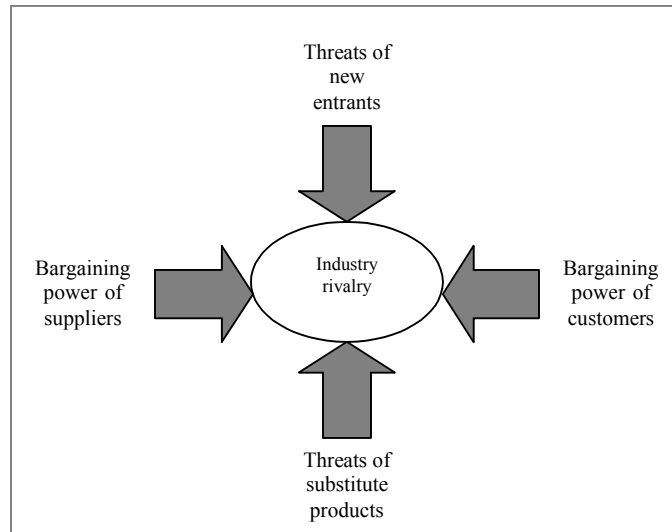 Threats of
new
entrants
Industry
rivalry
Bargaining
power of
suppliers
Bargaining
power of
customers
Threats of
substitute
products